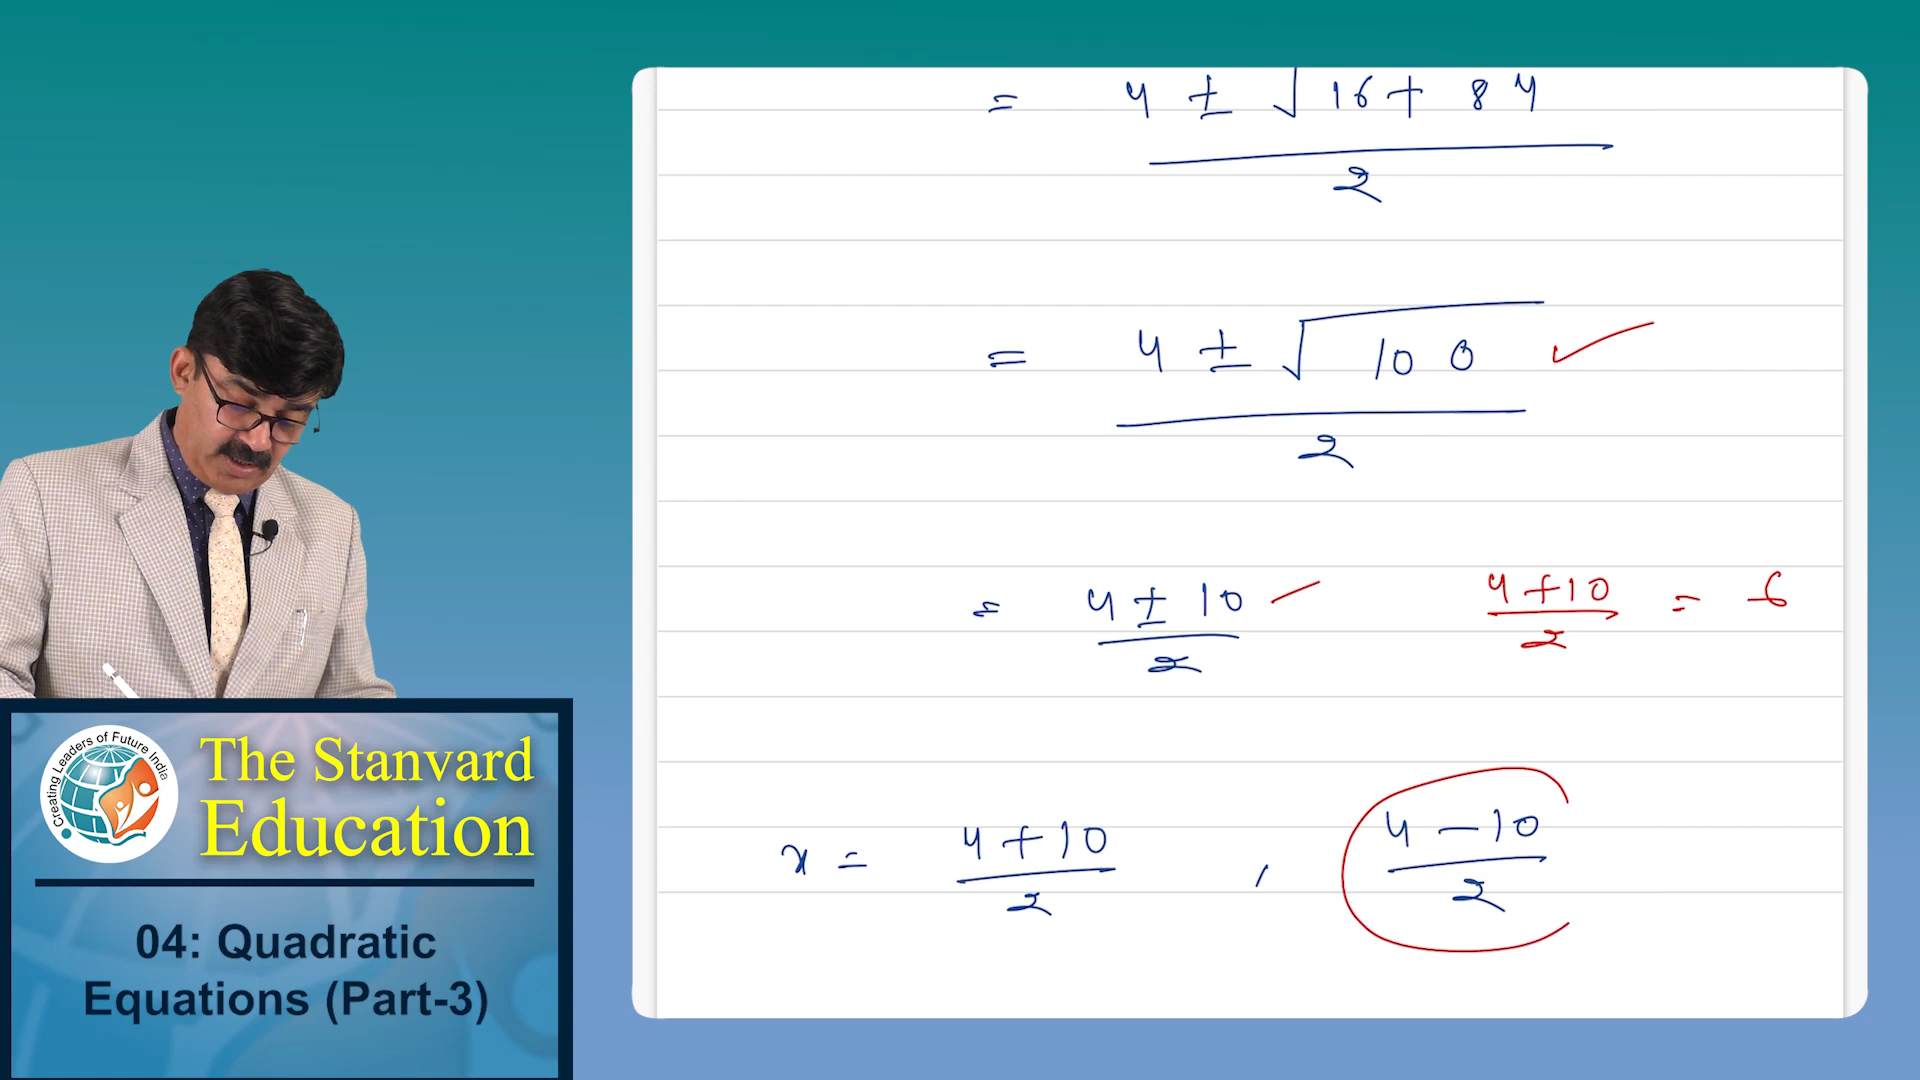 = 4 ± √16 + 84
2
= 4 ± √100
2
= 4 ± 10
2
4 + 10 = -6
2
x = 4 + 10 , 4 - 10
2 2
Creating Leaders of Future India
The Stanvard
Education
04: Quadratic
Equations (Part-3)